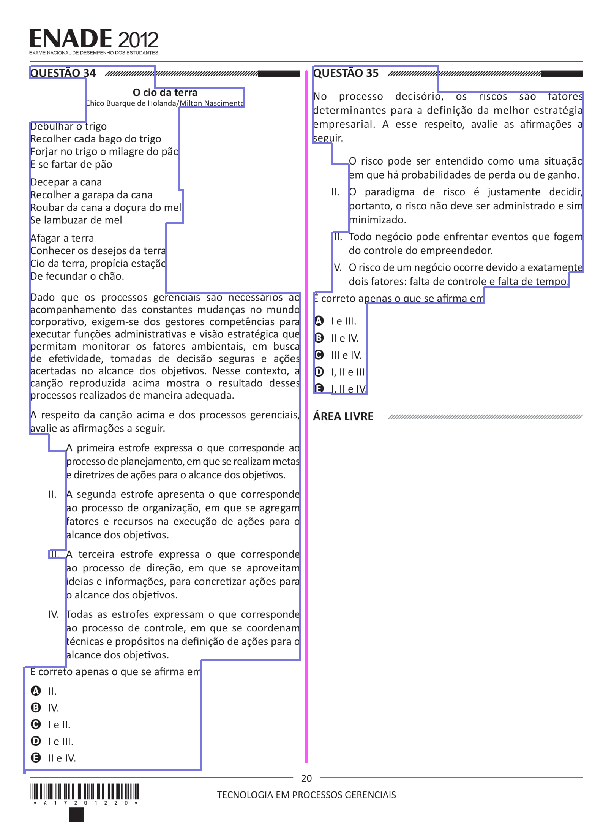 ENADE 2012
EXAME NACIONAL DE DESEMPENHO DOS ESTUDANTES
QUESTÃO 34
O cio da terra
Chico Buarque de Holanda/Milton Nascimento
Debulhar o trigo
Recolher cada bago do trigo
Forjar no trigo o milagre do pão
E se fartar de pão
Decepar a cana
Recolher a garapa da cana
Roubar da cana a doçura do mel
Se lambuzar de mel
Afagar a terra
Conhecer os desejos da terra
Cio da terra, propícia estação
De fecundar o chão.
Dado que os processos gerenciais são necessários ao
acompanhamento das constantes mudanças no mundo
corporativo, exigem-se dos gestores competências para
executar funções administrativas e visão estratégica que
permitam monitorar os fatores ambientais, em busca
de efetividade, tomadas de decisão seguras e ações
acertadas no alcance dos objetivos. Nesse contexto, a
canção reproduzida acima mostra o resultado desses
processos realizados de maneira adequada.
A respeito da canção acima e dos processos gerenciais,
avalie as afirmações a seguir.
A primeira estrofe expressa o que corresponde ao
processo de planejamento, em que se realizam metas
e diretrizes de ações para o alcance dos objetivos.
II. A segunda estrofe apresenta o que corresponde
ao processo de organização, em que se agregam
fatores e recursos na execução de ações para o
alcance dos objetivos.
III. A terceira estrofe expressa o que corresponde
ao processo de direção, em que se aproveitam
ideias e informações, para concretizar ações para
o alcance dos objetivos.
IV. Todas as estrofes expressam o que corresponde
ao processo de controle, em que se coordenam
técnicas e propósitos na definição de ações para o
alcance dos objetivos.
É correto apenas o que se afirma em
A II.
B IV.
C I e II.
D I e III.
E II e IV.
QUESTÃO 35
No processo decisório, os riscos são fatores
determinantes para a definição da melhor estratégia
empresarial. A esse respeito, avalie as afirmações a
seguir.
O risco pode ser entendido como uma situação
em que há probabilidades de perda ou de ganho.
II. O paradigma de risco é justamente decidir,
portanto, o risco não deve ser administrado e sim
minimizado.
III. Todo negócio pode enfrentar eventos que fogem
do controle do empreendedor.
IV. O risco de um negócio ocorre devido a exatamente
dois fatores: falta de controle e falta de tempo.
É correto apenas o que se afirma em
A I e III.
B II e IV.
C III e IV.
D I, II e III.
E I, II e IV.
ÁREA LIVRE
20
*A17201220*
TECNOLOGIA EM PROCESSOS GERENCIAIS